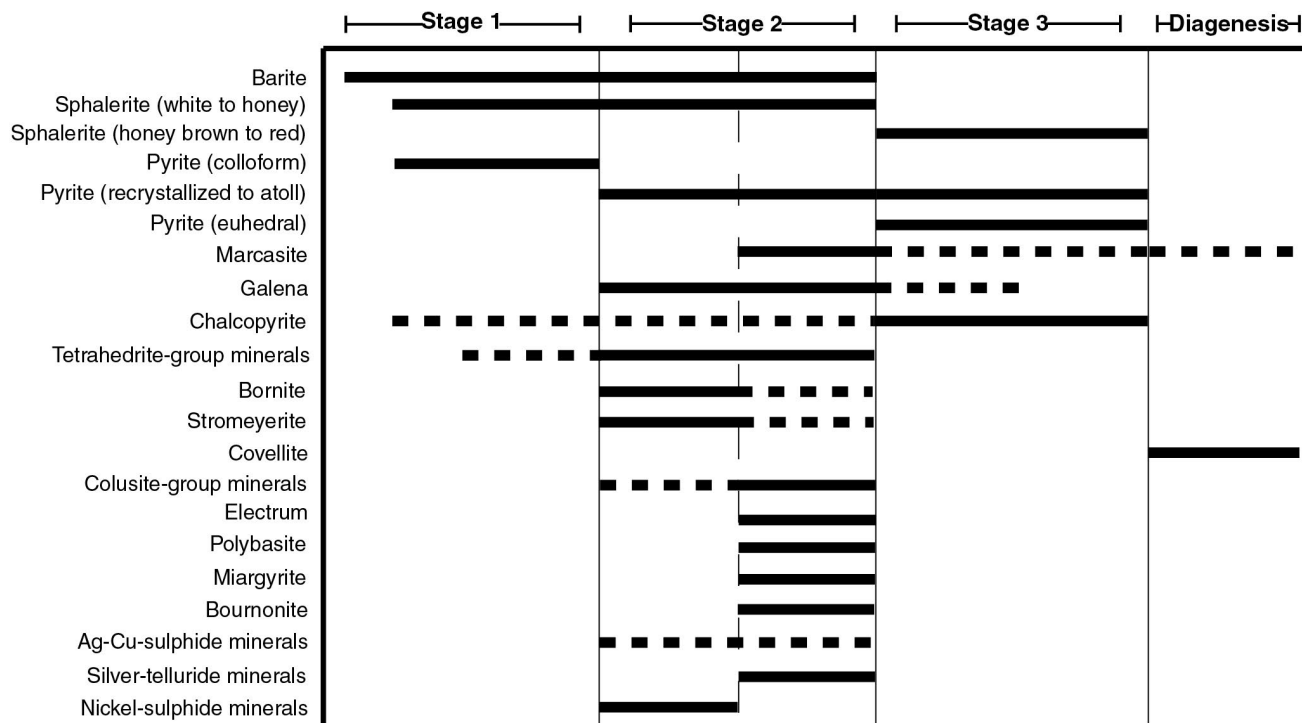 Stage 1 Stage 2 Stage 3 Diagenesis
Barite
Sphalerite (white to honey)
Sphalerite (honey brown to red)
Pyrite (colloform)
Pyrite (recrystallized to atoll)
Pyrite (euhedral)
Marcasite
Galena
Chalcopyrite
Tetrahedrite-group minerals
Bornite
Stromeyerite
Covellite
Colusite-group minerals
Electrum
Polybasite
Miargyrite
Bournonite
Ag-Cu-sulphide minerals
Silver-telluride minerals
Nickel-sulphide minerals